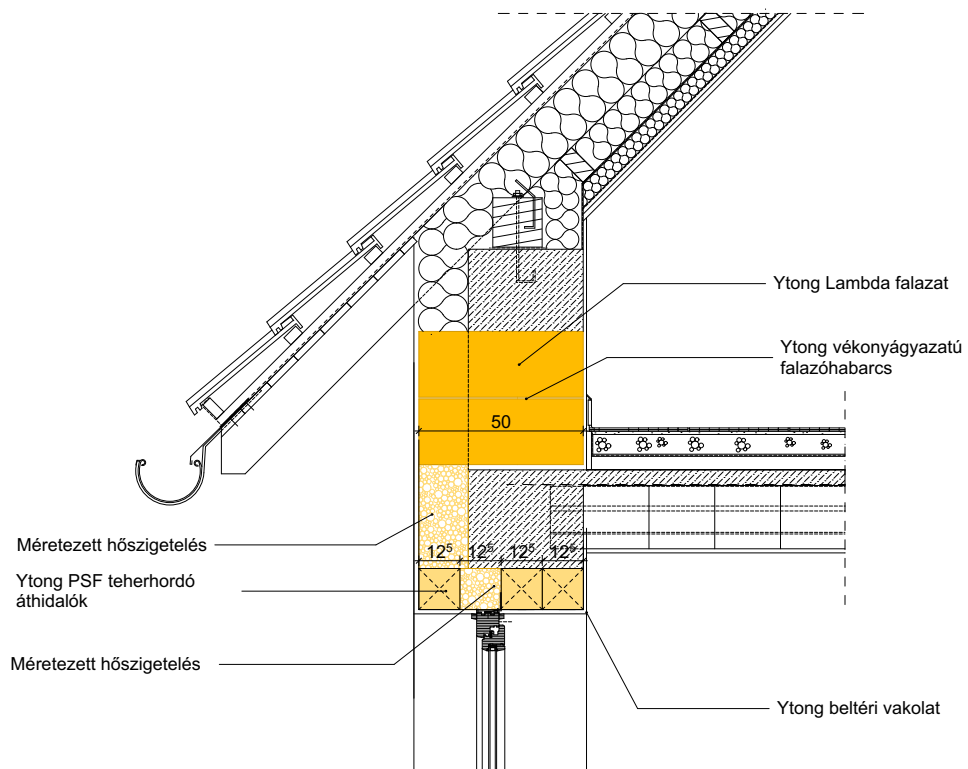 Ytong Lambda falazat
Ytong vékonyágyazatú
falazóhabarcs
50
Méretezett hőszigetelés
12⁵ 12⁵ 12⁵ 12⁵
Ytong PSF teherhordó
áthidalók
Méretezett hőszigetelés
Ytong beltéri vakolat